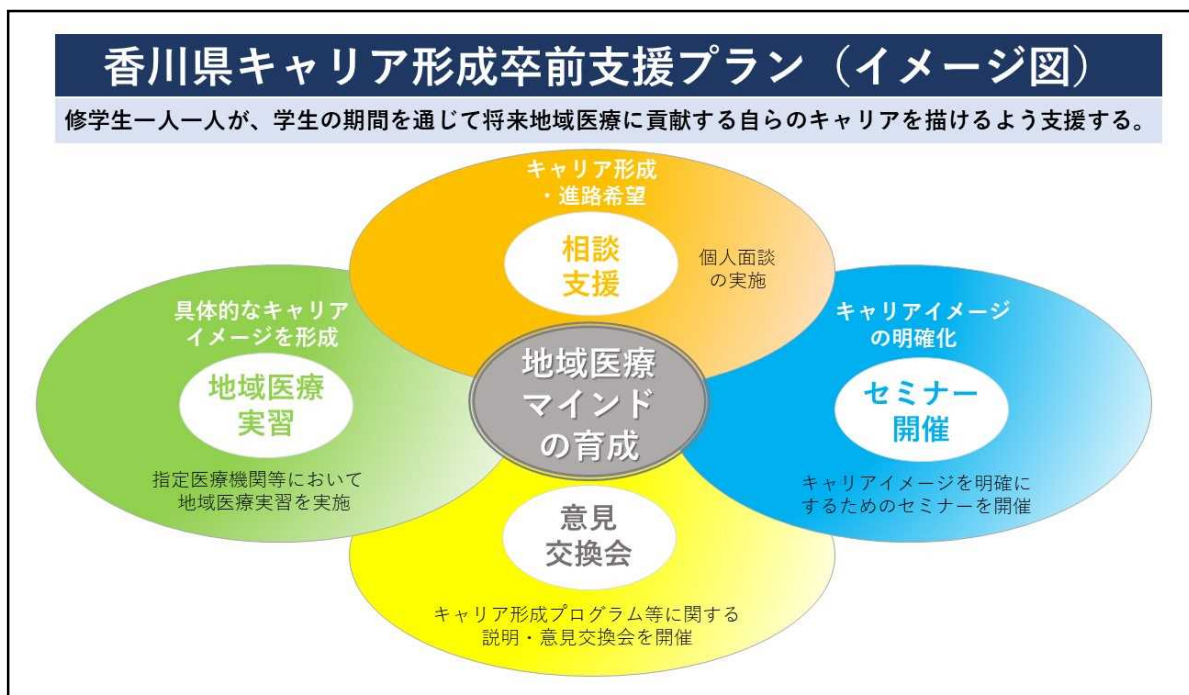 香川県キャリア形成卒前支援プラン（イメージ図）
修学生一人一人が、学生の期間を通じて将来地域医療に貢献する自らのキャリアを描けるよう支援する。
キャリア形成
・進路希望
相談
支援
個人面談
の実施
具体的なキャリア
イメージを形成
地域医療
実習
指定医療機関等において
地域医療実習を実施
地域医療
マインド
の育成
キャリアイメージ
の明確化
セミナー
開催
キャリアイメージを明確に
するためのセミナーを開催
意見
交換会
キャリア形成プログラム等に関する
説明・意見交換会を開催